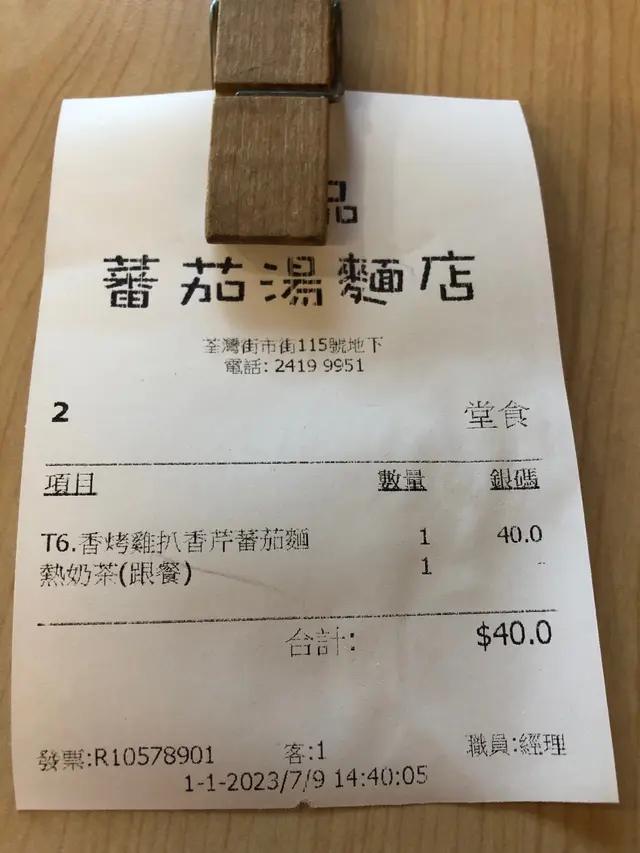 品
蕃茄湯麵店
荃灣街市街115號地下
電話: 2419 9951
2 堂食
項目 數量 銀碼
T6.香烤雞扒香芹蕃茄麵 1 40.0
熱奶茶(跟餐) 1 -
合計: $40.0
發票:R10578901 客:1 職員:經理
1-1-2023/7/9 14:40:05